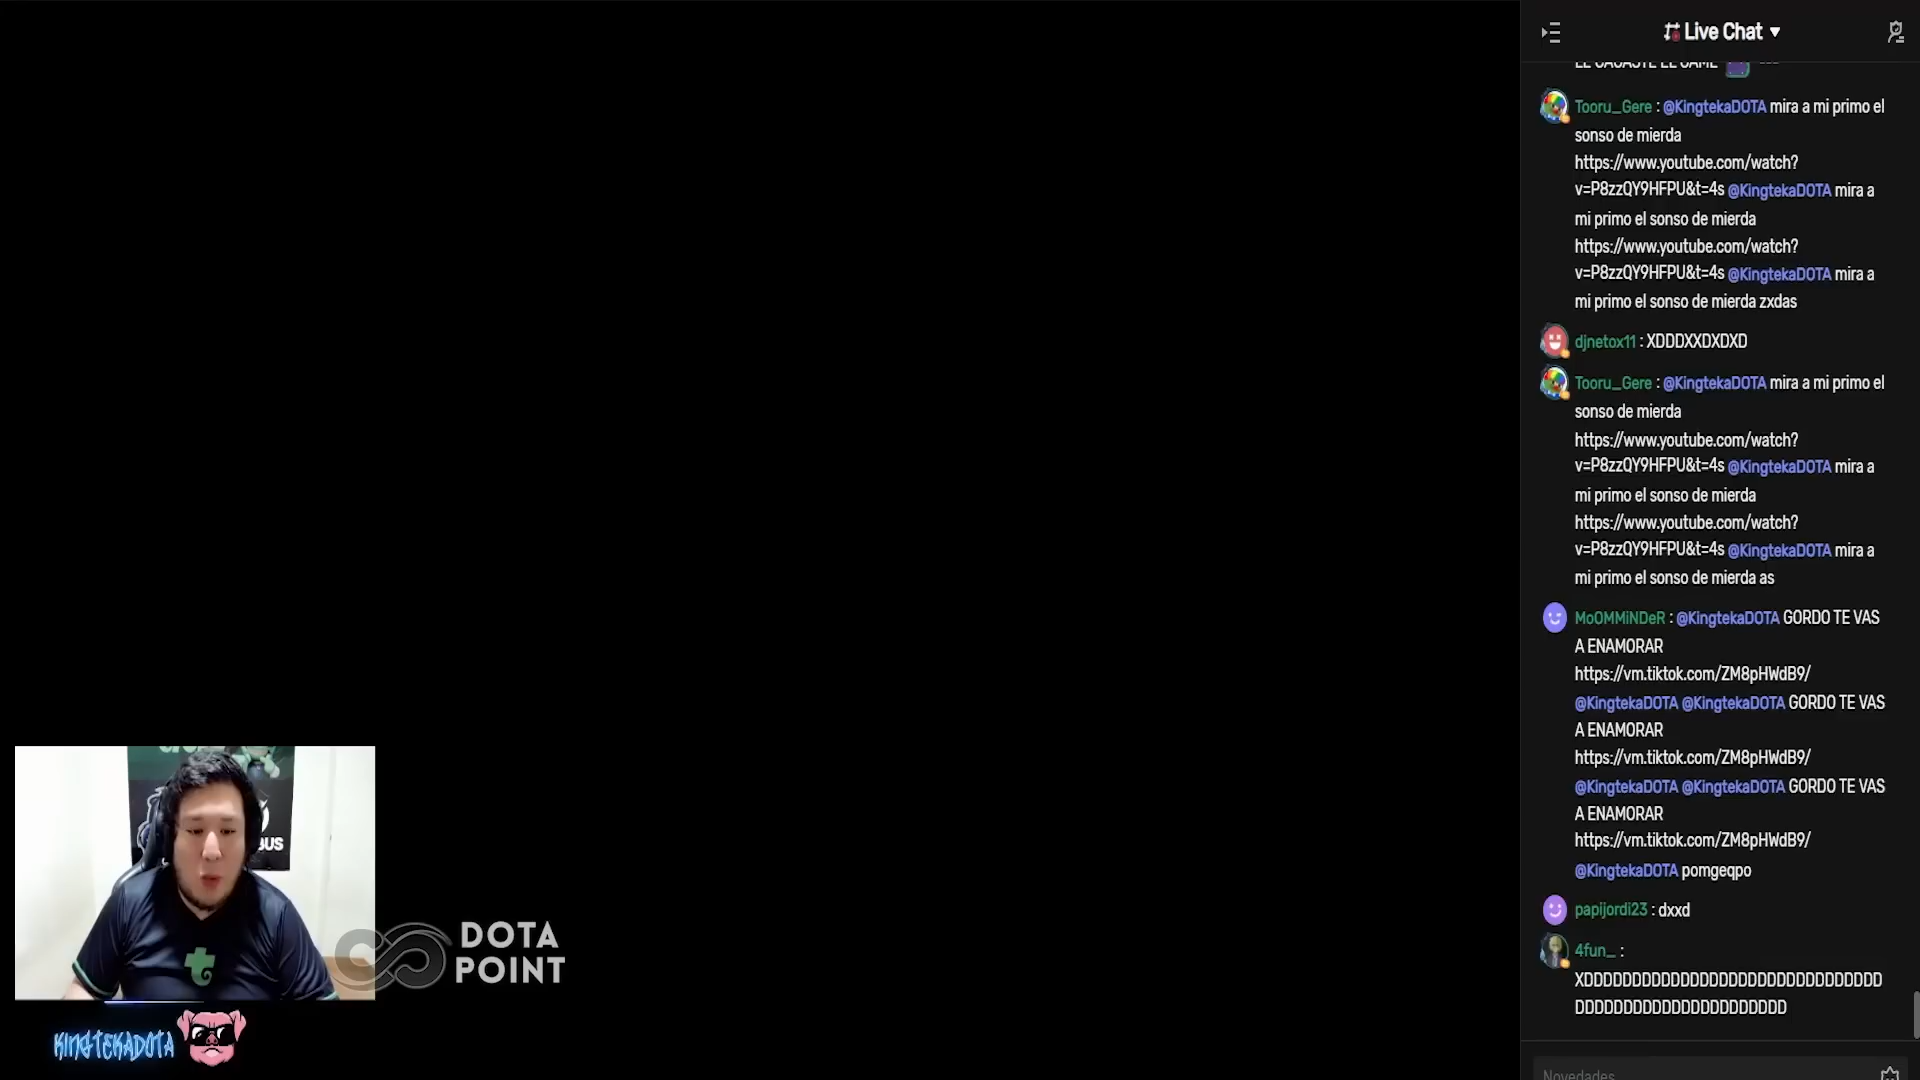 Live Chat ▼
Tooru_Gere : @KingtekaDOTA mira a mi primo el
sonso de mierda
https://www.youtube.com/watch?
v=P8zzQY9HFPU&t=4s @KingtekaDOTA mira a
mi primo el sonso de mierda
https://www.youtube.com/watch?
v=P8zzQY9HFPU&t=4s @KingtekaDOTA mira a
mi primo el sonso de mierda zxdas
djnetox11 : XDDDXXDXDXD
Tooru_Gere : @KingtekaDOTA mira a mi primo el
sonso de mierda
https://www.youtube.com/watch?
v=P8zzQY9HFPU&t=4s @KingtekaDOTA mira a
mi primo el sonso de mierda
https://www.youtube.com/watch?
v=P8zzQY9HFPU&t=4s @KingtekaDOTA mira a
mi primo el sonso de mierda as
MoOMMiNDeR : @KingtekaDOTA GORDO TE VAS
A ENAMORAR
https://vm.tiktok.com/ZM8pHWdB9/
@KingtekaDOTA @KingtekaDOTA GORDO TE VAS
A ENAMORAR
https://vm.tiktok.com/ZM8pHWdB9/
@KingtekaDOTA @KingtekaDOTA GORDO TE VAS
A ENAMORAR
https://vm.tiktok.com/ZM8pHWdB9/
@KingtekaDOTA pomgeqpo
papijordi23 : dxxd
4fun_ :
XDDDDDDDDDDDDDDDDDDDDDDDDDDDDDD
DDDDDDDDDDDDDDDDDDDDDD
Novedades
DOTA
POINT
KINGTEKADOTA